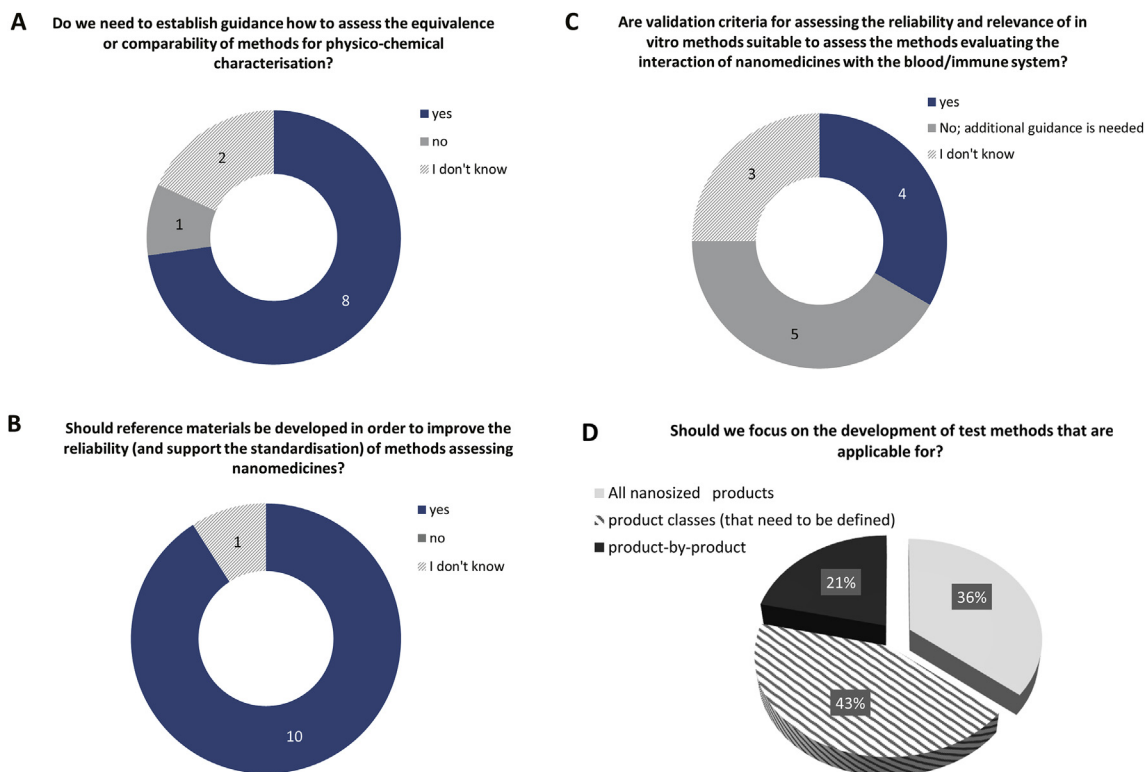 A
Do we need to establish guidance how to assess the equivalence
or comparability of methods for physico-chemical
characterisation?
yes
no
I don't know
2
1
8
C
Are validation criteria for assessing the reliability and relevance of in
vitro methods suitable to assess the methods evaluating the
interaction of nanomedicines with the blood/immune system?
yes
No; additional guidance is needed
I don't know
3
4
5
B
Should reference materials be developed in order to improve the
reliability (and support the standardisation) of methods assessing
nanomedicines?
yes
no
I don't know
1
10
D
Should we focus on the development of test methods that are
applicable for?
All nanosized products
product classes (that need to be defined)
product-by-product
21%
36%
43%